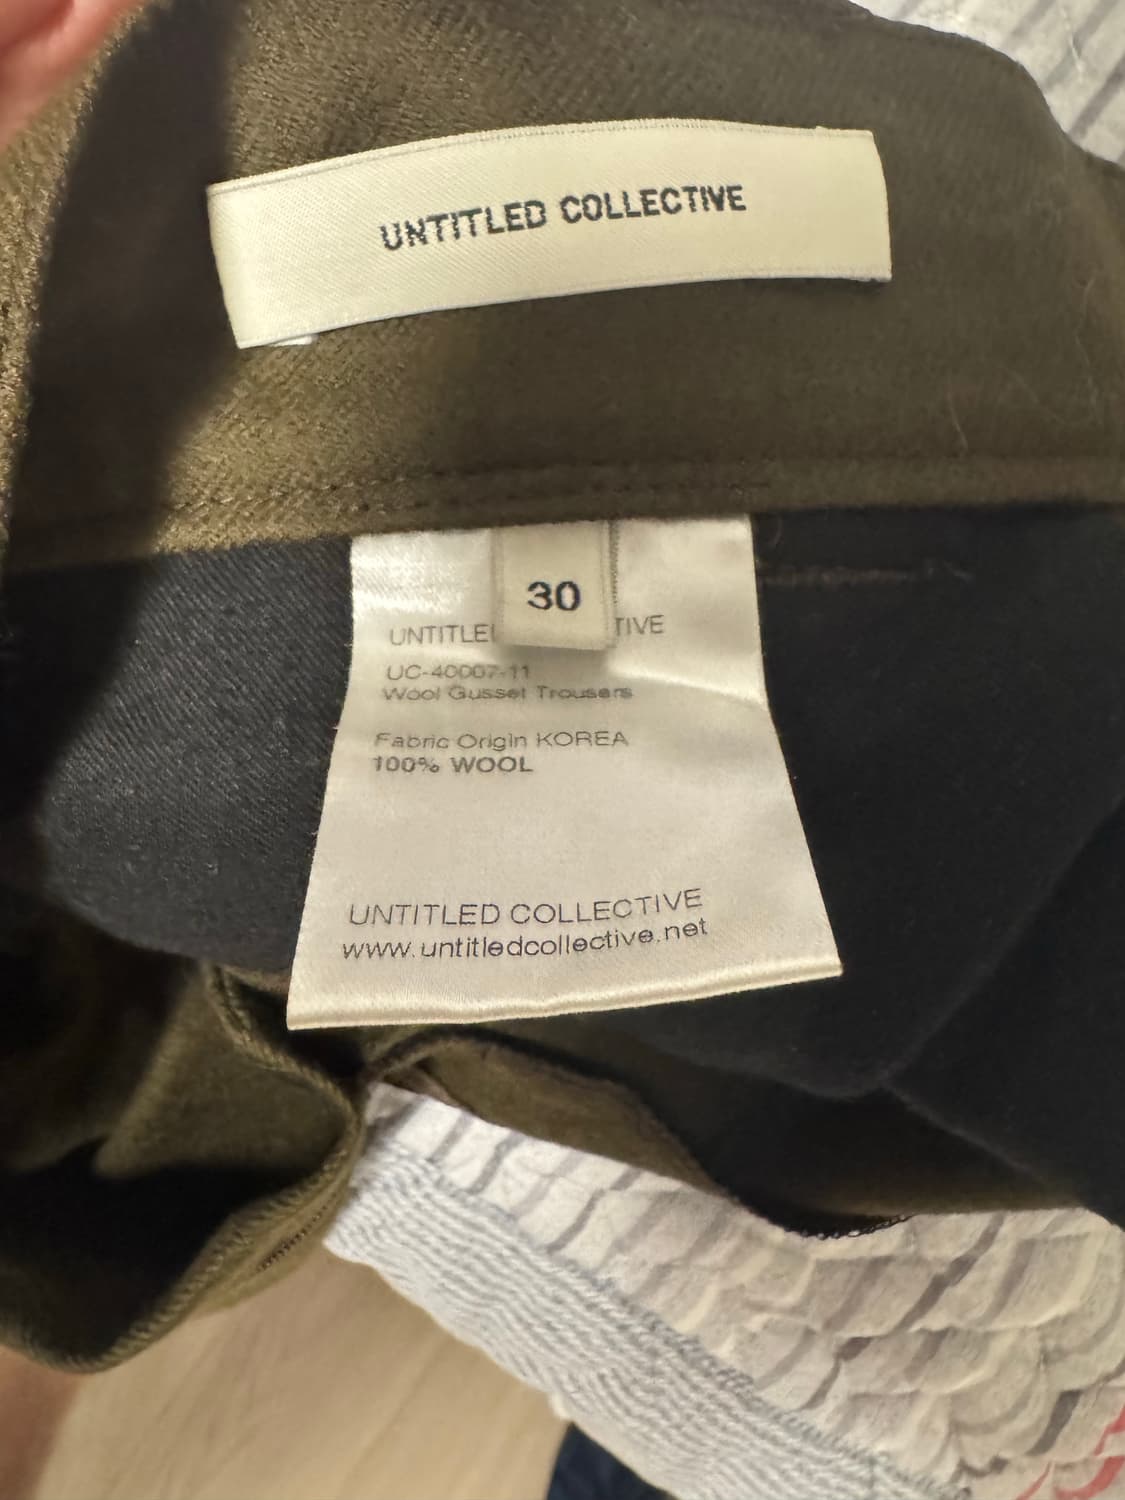 UNTITLED COLLECTIVE
30
UNTITLE TIVE
UC-40007-11
Wool Gusset Trousers
Fabric Origin KOREA
100% WOOL
UNTITLED COLLECTIVE
www.untitledcollective.net